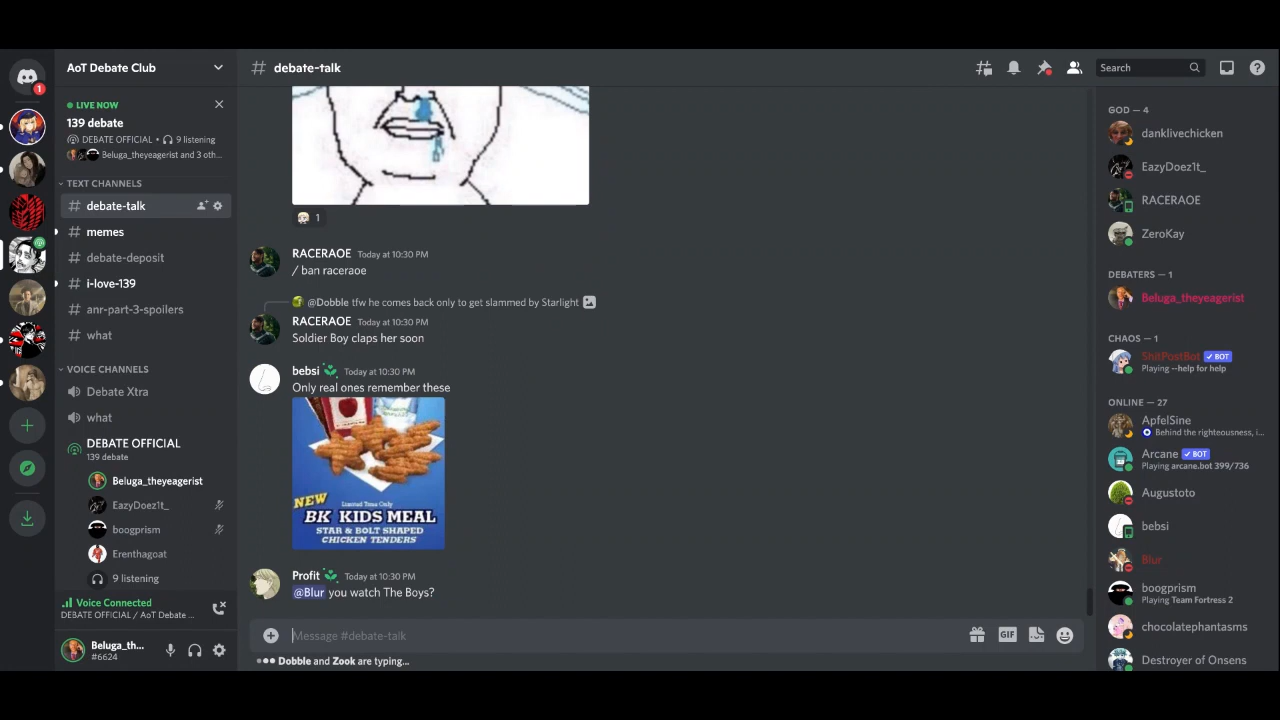 AoT Debate Club
debate-talk
Search
1
LIVE NOW
139 debate
DEBATE OFFICIAL • 9 listening
Beluga_theyeagerist and 3 oth...
TEXT CHANNELS
debate-talk
memes
debate-deposit
i-love-139
anr-part-3-spoilers
what
VOICE CHANNELS
Debate Xtra
what
DEBATE OFFICIAL
139 debate
Beluga_theyeagerist
EazyDoez1t_
boogprism
Erenthagoat
9 listening
Voice Connected
DEBATE OFFICIAL / AoT Debate ...
Beluga_th...
#6624
1
RACERAOE Today at 10:30 PM
/ ban raceraoe
@Dobble tfw he comes back only to get slammed by Starlight
RACERAOE Today at 10:30 PM
Soldier Boy claps her soon
bebsi Today at 10:30 PM
Only real ones remember these
NEW
Limited Time Only
BK KIDS MEAL
STAR & BOLT SHAPED
CHICKEN TENDERS
Profit Today at 10:30 PM
@Blur you watch The Boys?
Message #debate-talk
GIF
Dobble and Zook are typing...
GOD — 4
danklivechicken
EazyDoez1t_
RACERAOE
ZeroKay
DEBATERS — 1
Beluga_theyeagerist
CHAOS — 1
ShitPostBot BOT
Playing --help for help
ONLINE — 27
ApfelSine
Behind the righteousness, i...
Arcane BOT
Playing arcane.bot 399/736
Augustoto
bebsi
Blur
boogprism
Playing Team Fortress 2
chocolatephantasms
Destroyer of Onsens